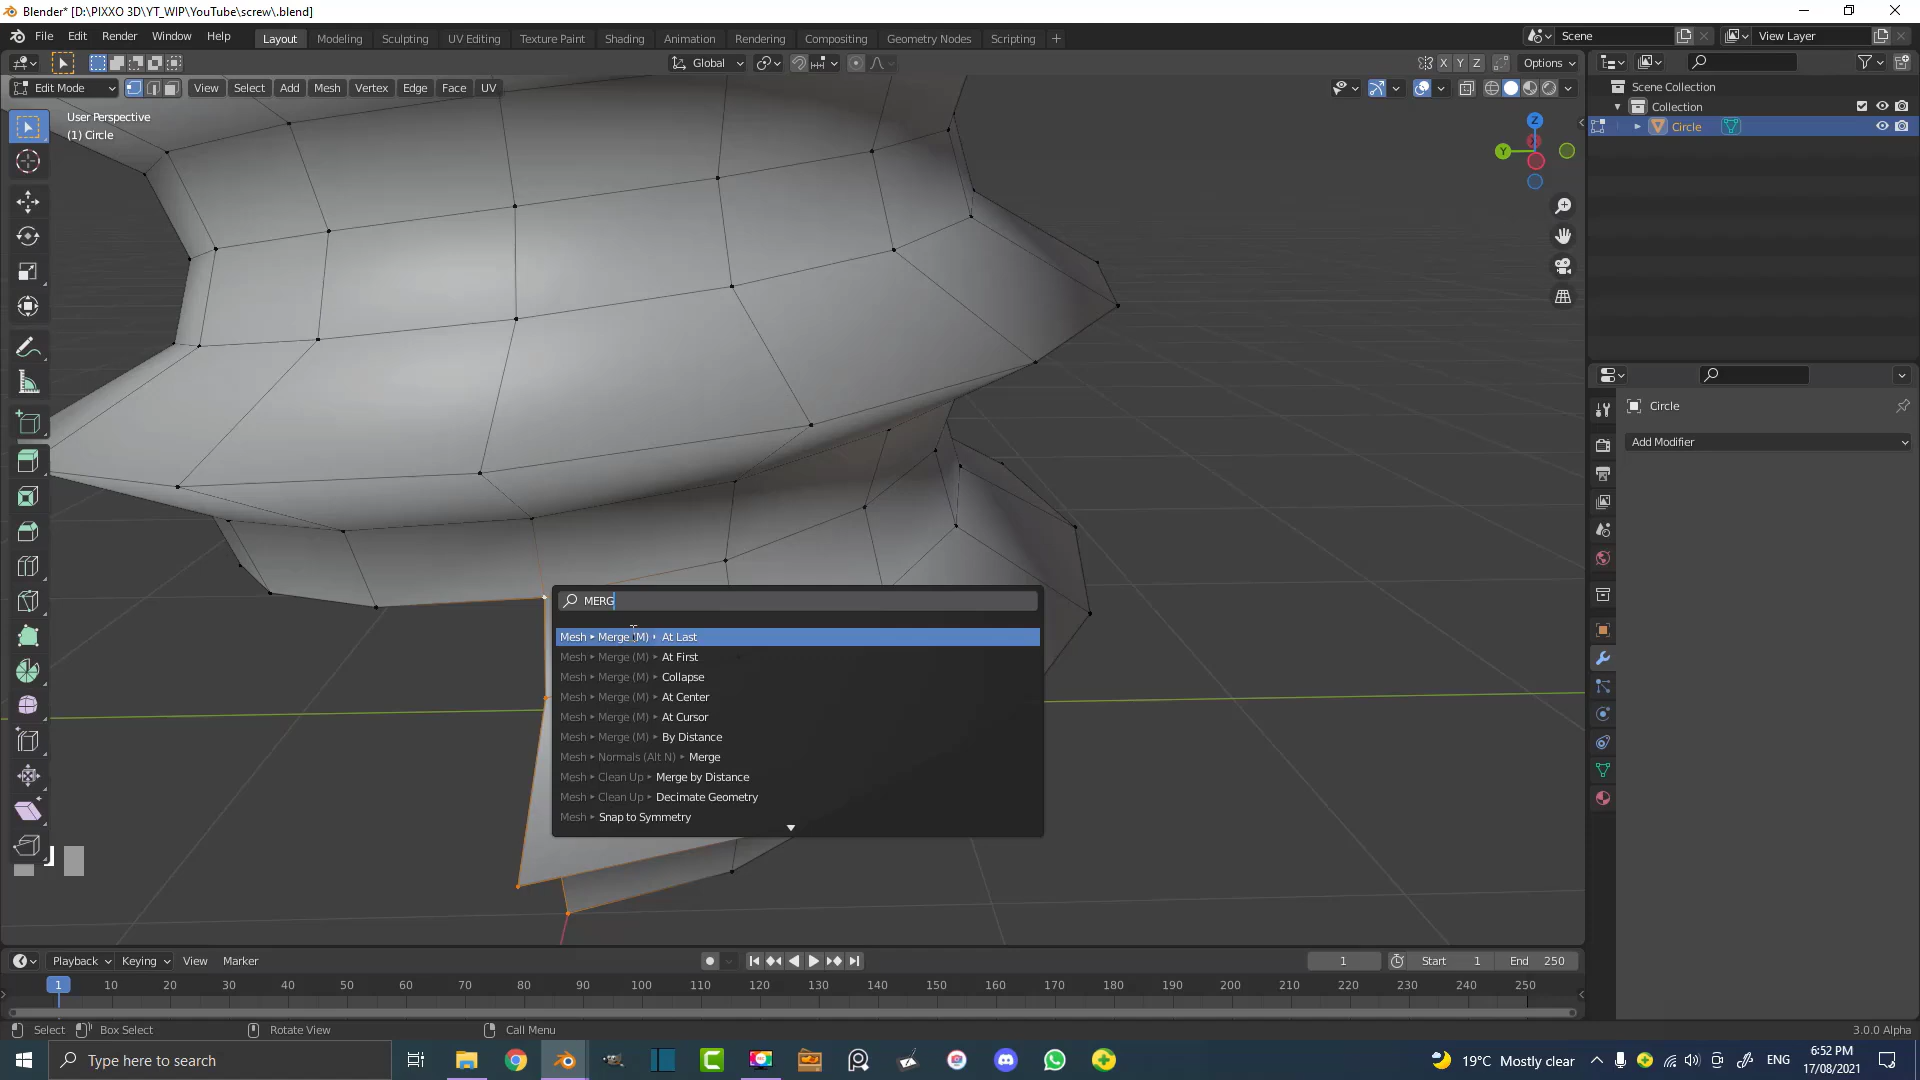 Blender* [D:\PIXXO 3D\YT_WIP\YouTube\screw\.blend]
File Edit Render Window Help Layout Modeling Sculpting UV Editing Texture Paint Shading Animation Rendering Compositing Geometry Nodes Scripting + Scene View Layer
Global X Y Z Options
Edit Mode View Select Add Mesh Vertex Edge Face UV
Scene Collection
Collection
Circle
User Perspective
(1) Circle
Z
Y
Circle
Add Modifier
MERG
Mesh ▸ Merge (M) ▸ At Last
Mesh ▸ Merge (M) ▸ At First
Mesh ▸ Merge (M) ▸ Collapse
Mesh ▸ Merge (M) ▸ At Center
Mesh ▸ Merge (M) ▸ At Cursor
Mesh ▸ Merge (M) ▸ By Distance
Mesh ▸ Normals (Alt N) ▸ Merge
Mesh ▸ Clean Up ▸ Merge by Distance
Mesh ▸ Clean Up ▸ Decimate Geometry
Mesh ▸ Snap to Symmetry
Playback Keying View Marker 1 Start 1 End 250
1 10 20 30 40 50 60 70 80 90 100 110 120 130 140 150 160 170 180 190 200 210 220 230 240 250
Select Box Select Rotate View Call Menu 3.0.0 Alpha
Type here to search 19°C Mostly clear ENG 6:52 PM
17/08/2021